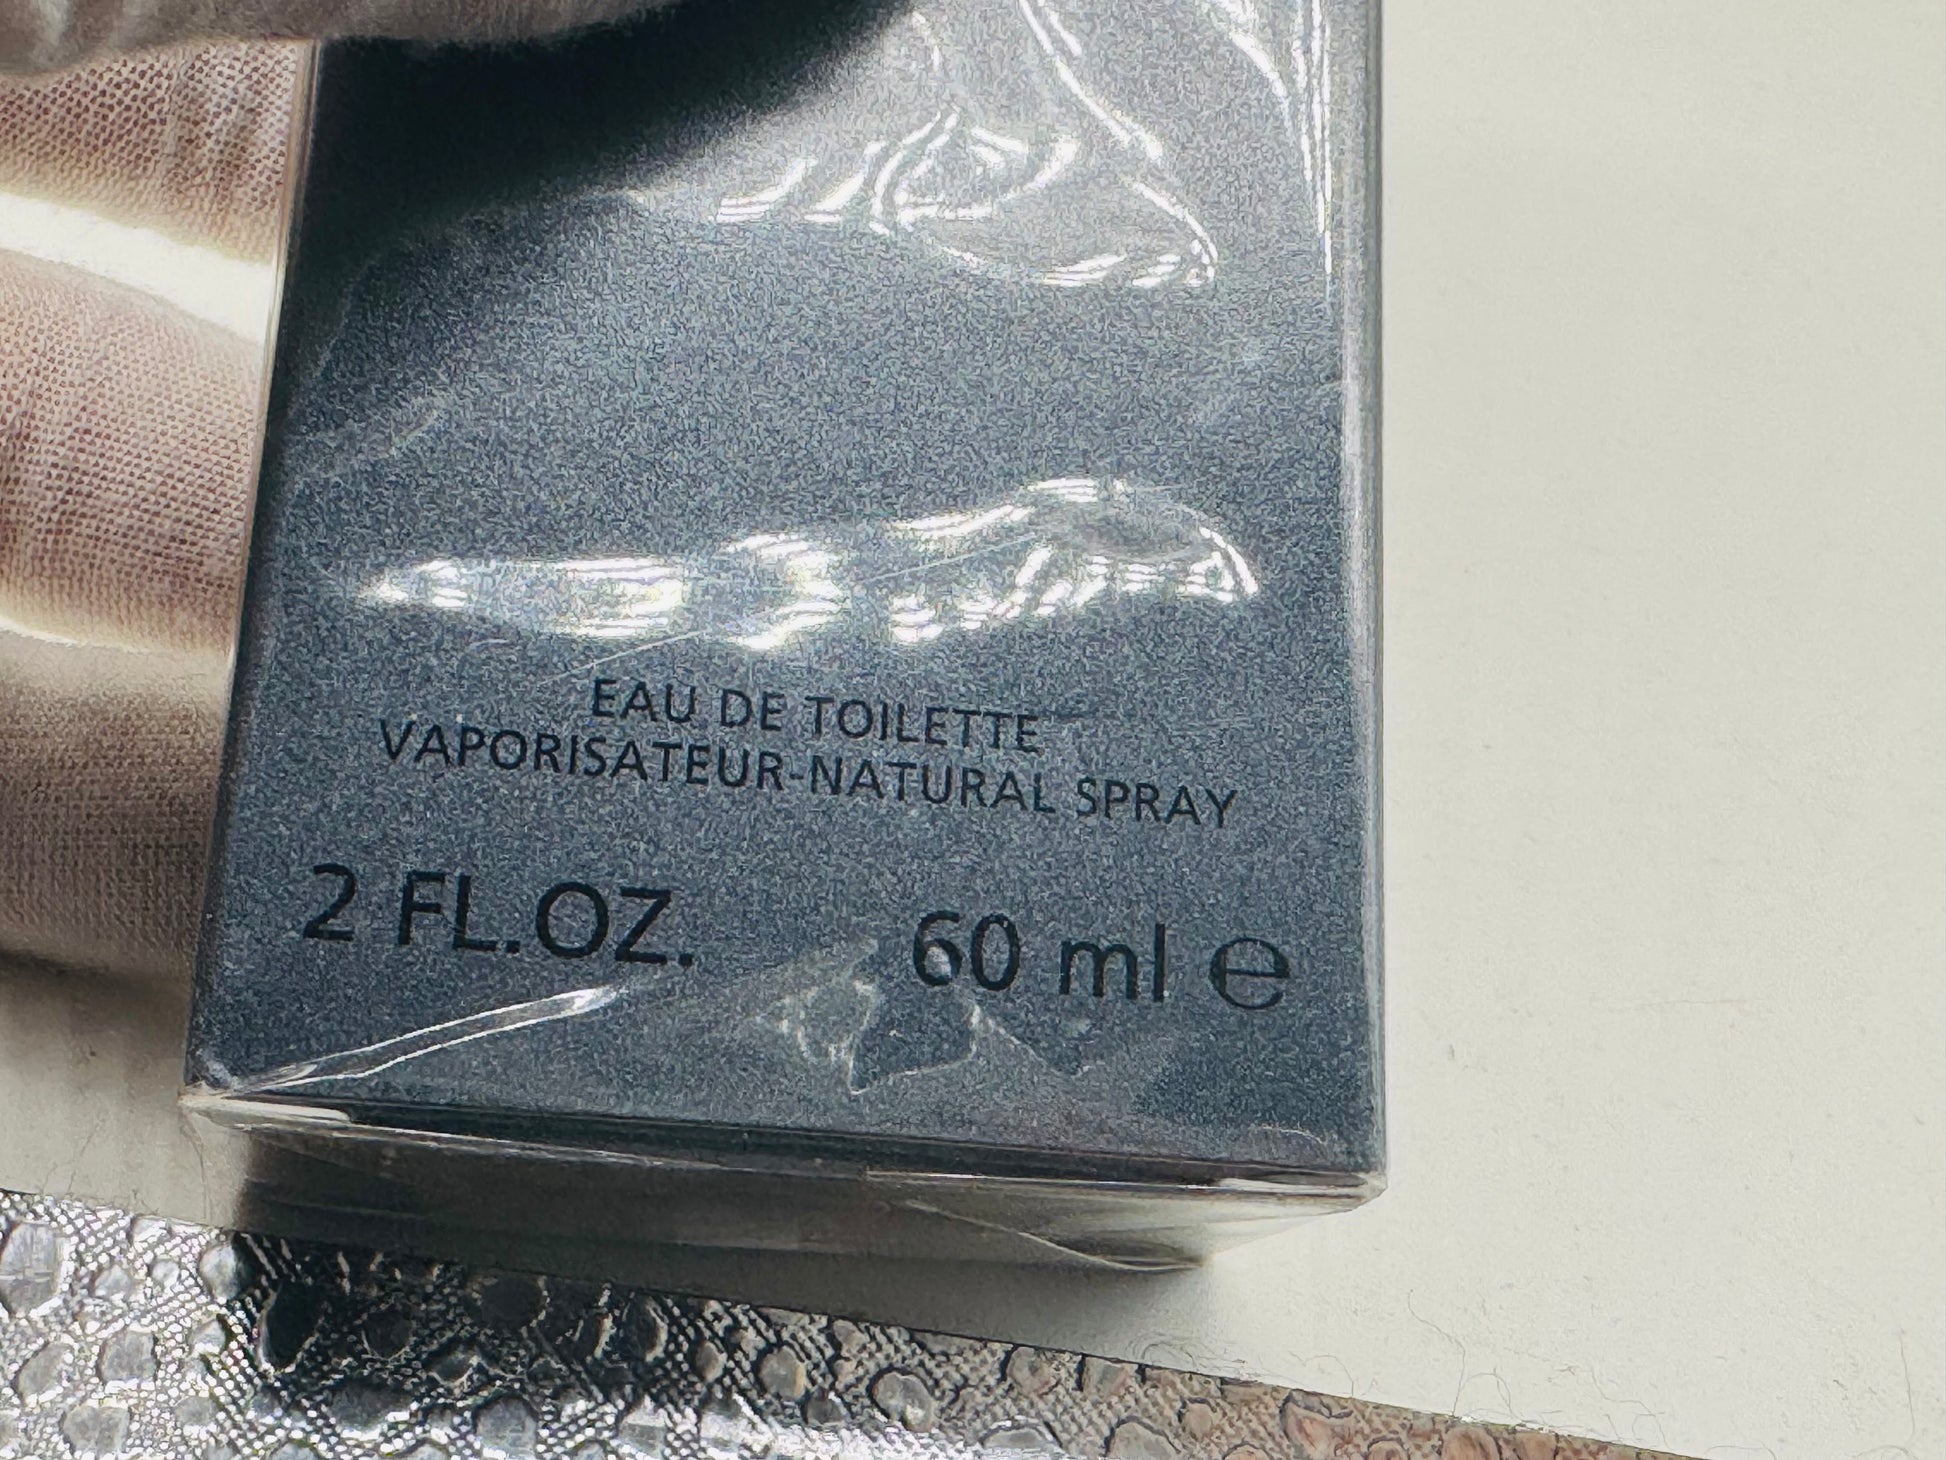 EAU DE TOILETTE
VAPORISATEUR-NATURAL SPRAY
2 FL.OZ. 60 ml ℮